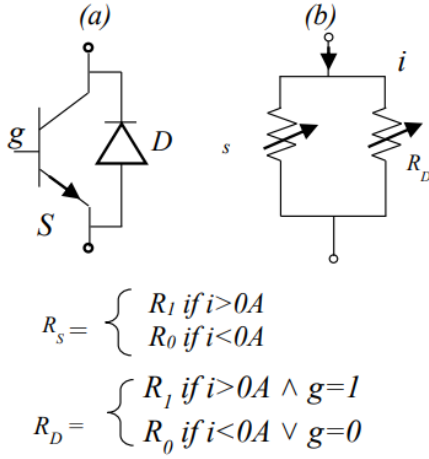 (a) (b)
i
g D s R_D
S
R_s = { R_1 if i>0A
R_0 if i<0A
R_D = { R_1 if i>0A ∧ g=1
R_0 if i<0A ∨ g=0